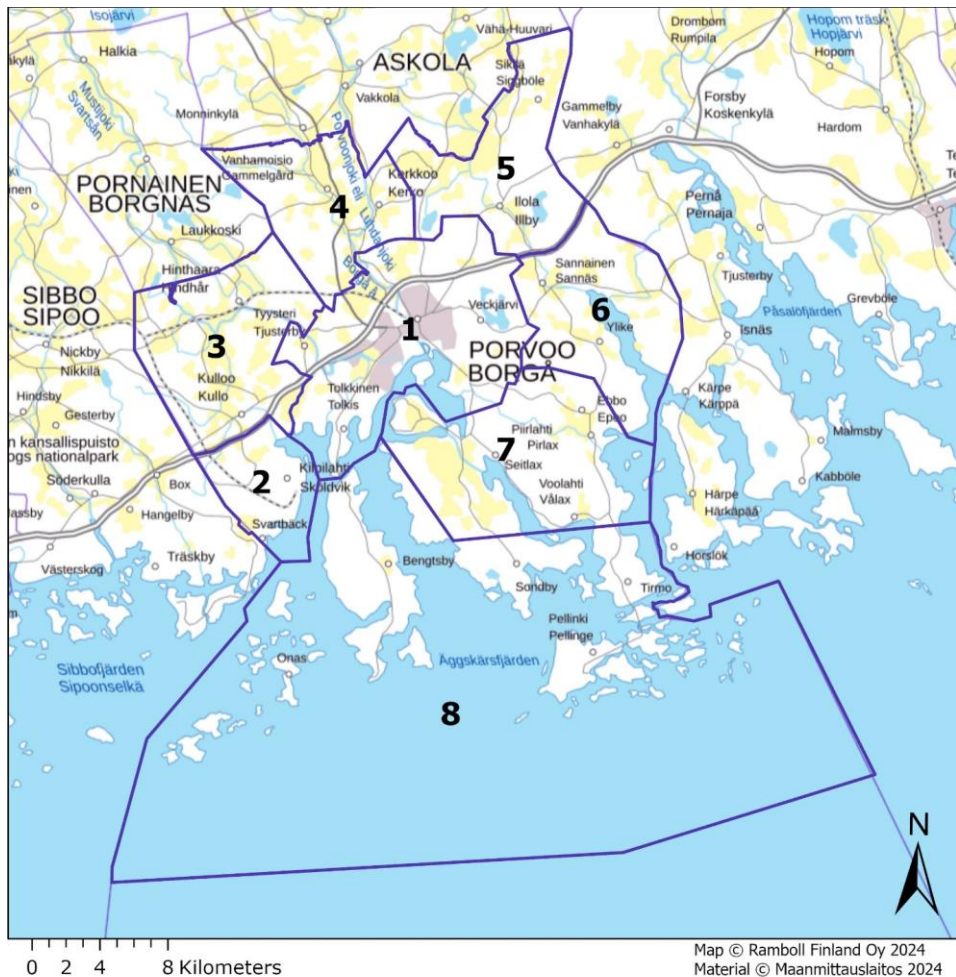 Isojärvi
Halkia
Vähä-Huuvari
Drombom
Rumpila
Hopom träsk
Hopjärvi
Hopom
ASKOLA
Sikilä
Siggböle
Mustijoki
Svartsån
Vakkola
Monninkylä
Gammelby
Vanhakylä
Forsby
Koskenkylä
Hardom
Porvoonjoki eli
Luhdanjoki
Borgå Å
Vanhamoisio
Gammelgård
Kerkkoo
Kerko
5
PORNAINEN
BORGNAS
4
Ilola
Illby
Pernå
Pernaja
Laukkoski
Hinthaara
Hindhår
Sannainen
Sannäs
Tjusterby
SIBBO
SIPOO
Tyysteri
Tjusterby
Veckjärvi
6
Påsalöfjärden
Grevböle
1
Ylike
Isnäs
3
Nickby
Nikkilä
PORVOO
BORGÅ
Kulloo
Kullo
Tolkkinen
Tolkis
Kärpe
Kärppä
Hindsby
Gesterby
Ebbo
Epoo
Piirlahti
Pirlax
Malmsby
n kansallispuisto
ogs nationalpark
7
Seitlax
Kilpilahti
Sköldvik
2
Box
Voolahti
Vålax
Kabböle
Söderkulla
Härpe
Härkäpää
Hangelby
Svartbäck
Västerskog
Träskby
Bengtsby
Sondby
Horslök
Tirmo
Pellinki
Pellinge
Onas
Äggskärsfjärden
Sibbofjärden
Sipoonselkä
8
N
0 2 4 8 Kilometers
Map © Ramboll Finland Oy 2024
Material © Maanmittauslaitos 2024